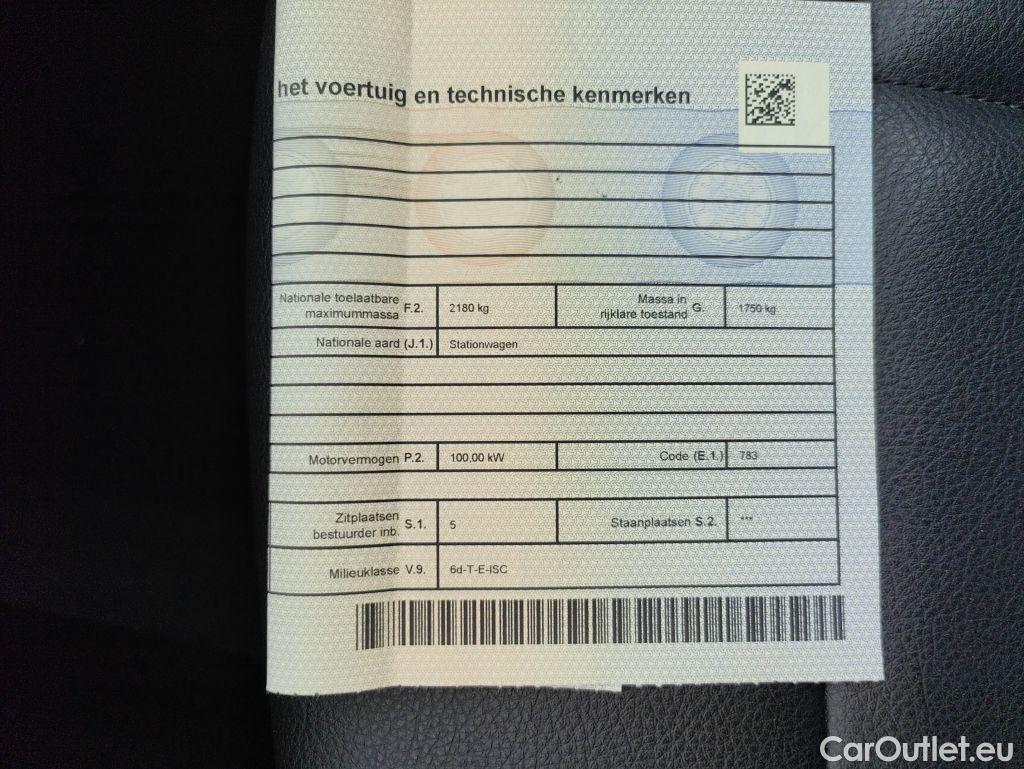 het voertuig en technische kenmerken
Nationale toelaatbare maximummassa F.2. 2180 kg Massa in rijklare toestand G. 1750 kg
Nationale aard (J.1.) Stationwagen
Motorvermogen P.2. 100,00 kW Code (E.1.) 783
Zitplaatsen bestuurder inb. S.1. 5 Staanplaatsen S.2. ***
Milieuklasse V.9. 6d-T-E-ISC
CarOutlet.eu